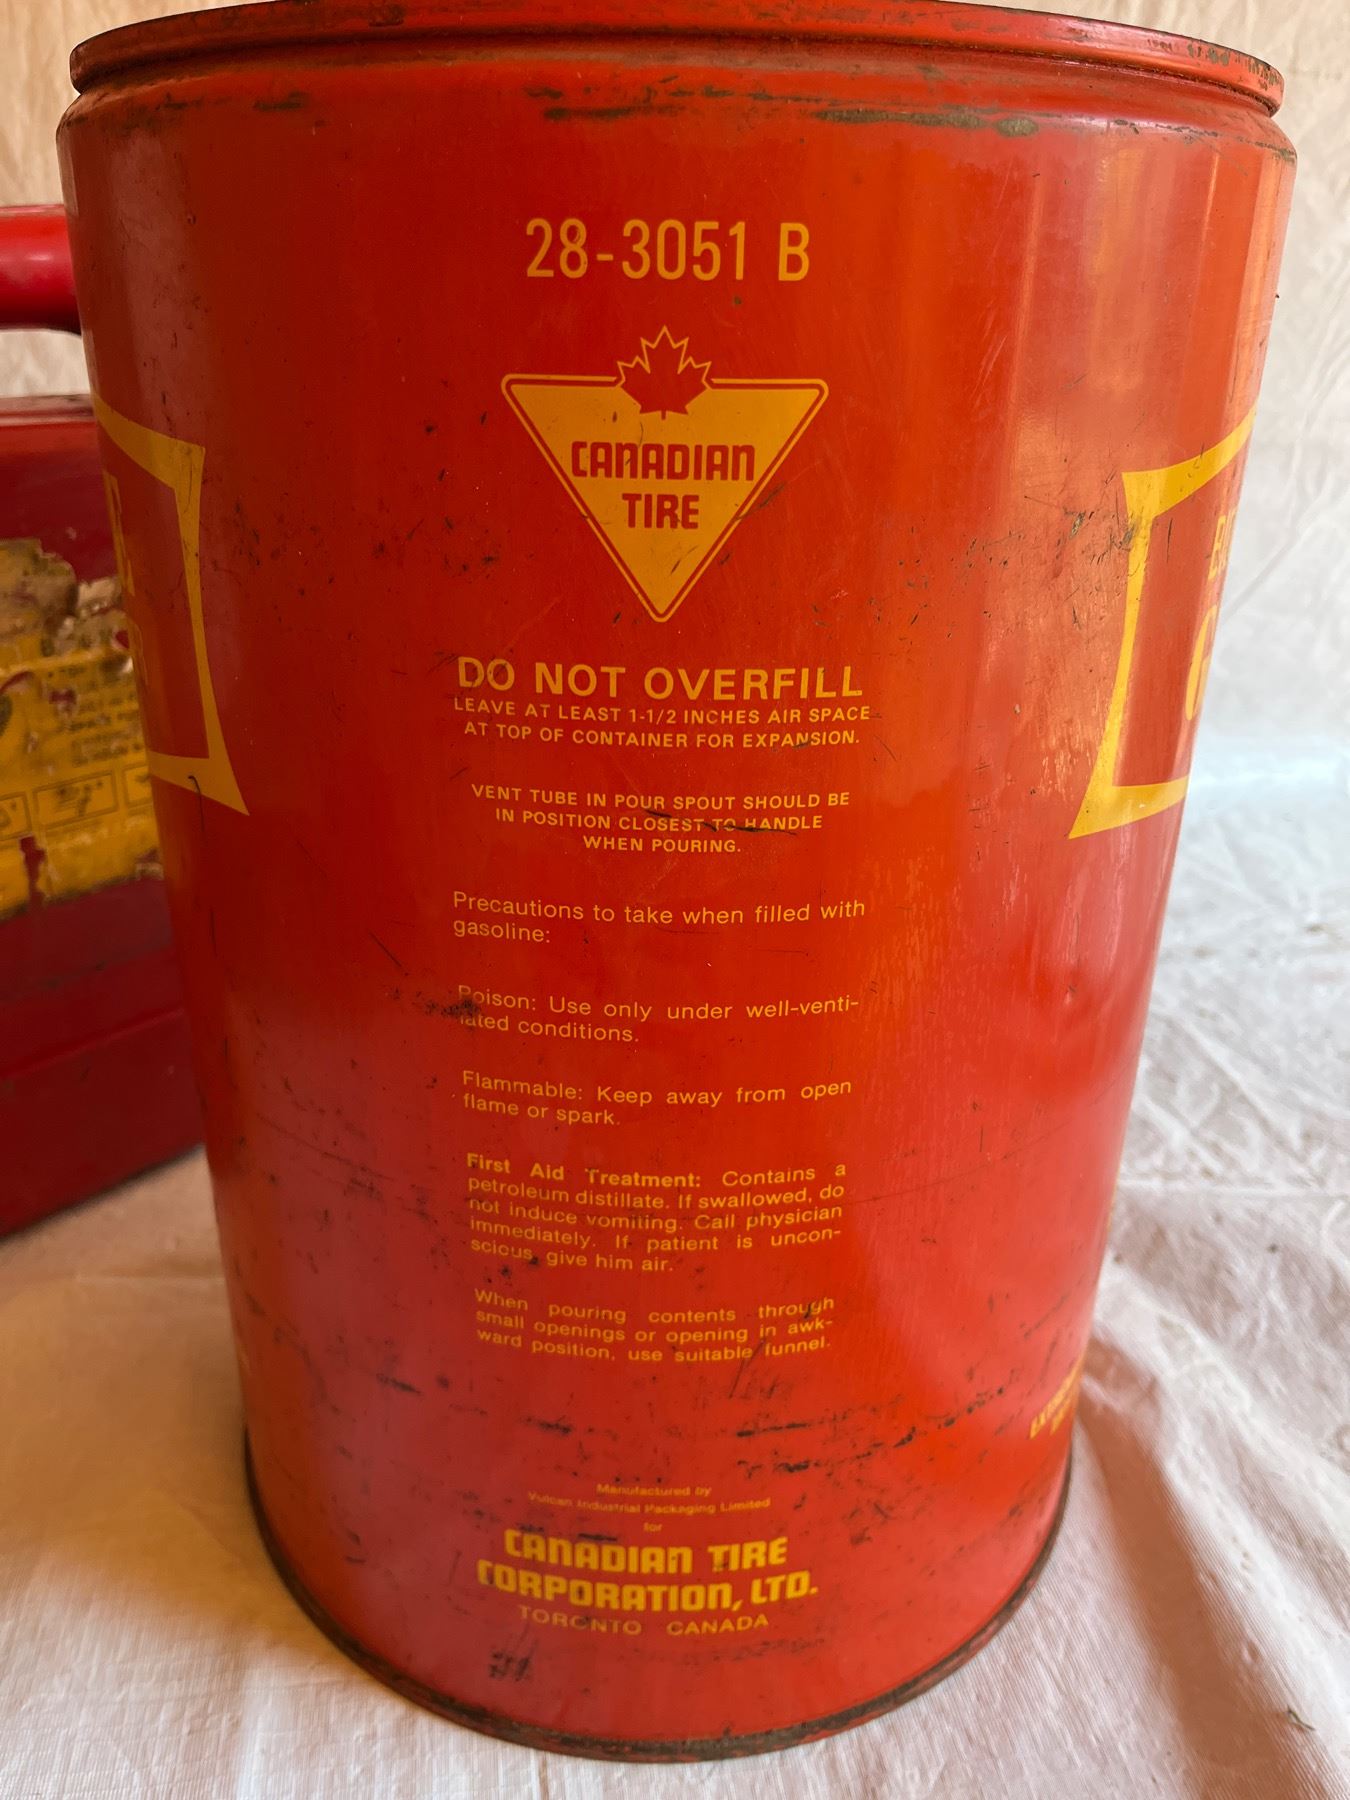 28-3051 B
CANADIAN
TIRE
DO NOT OVERFILL
LEAVE AT LEAST 1-1/2 INCHES AIR SPACE
AT TOP OF CONTAINER FOR EXPANSION.
VENT TUBE IN POUR SPOUT SHOULD BE
IN POSITION CLOSEST TO HANDLE
WHEN POURING.
Precautions to take when filled with
gasoline:
Poison: Use only under well-venti-
lated conditions.
Flammable: Keep away from open
flame or spark.
First Aid Treatment: Contains a
petroleum distillate. If swallowed, do
not induce vomiting. Call physician
immediately. If patient is uncon-
scious, give him air.
When pouring contents through
small openings or opening in awk-
ward position, use suitable funnel.
Manufactured by
Vulcan Industrial Packaging Limited
for
CANADIAN TIRE
CORPORATION, LTD.
TORONTO CANADA